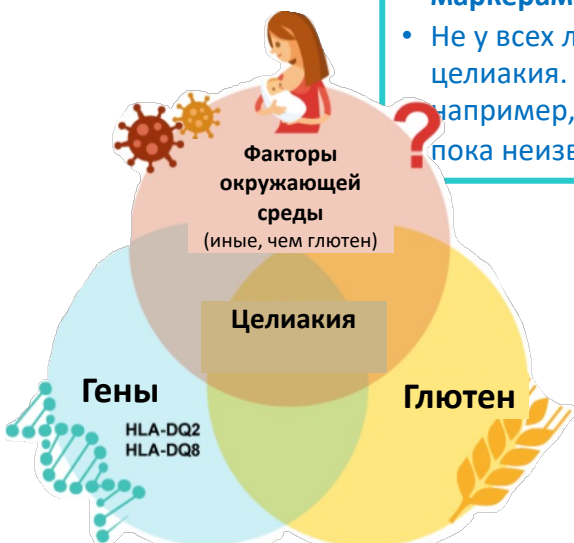 маркерам
• Не у всех л
целиакия.
например,
пока неизв
?
Факторы
окружающей
среды
(иные, чем глютен)
Целиакия
Гены
HLA-DQ2
HLA-DQ8
Глютен